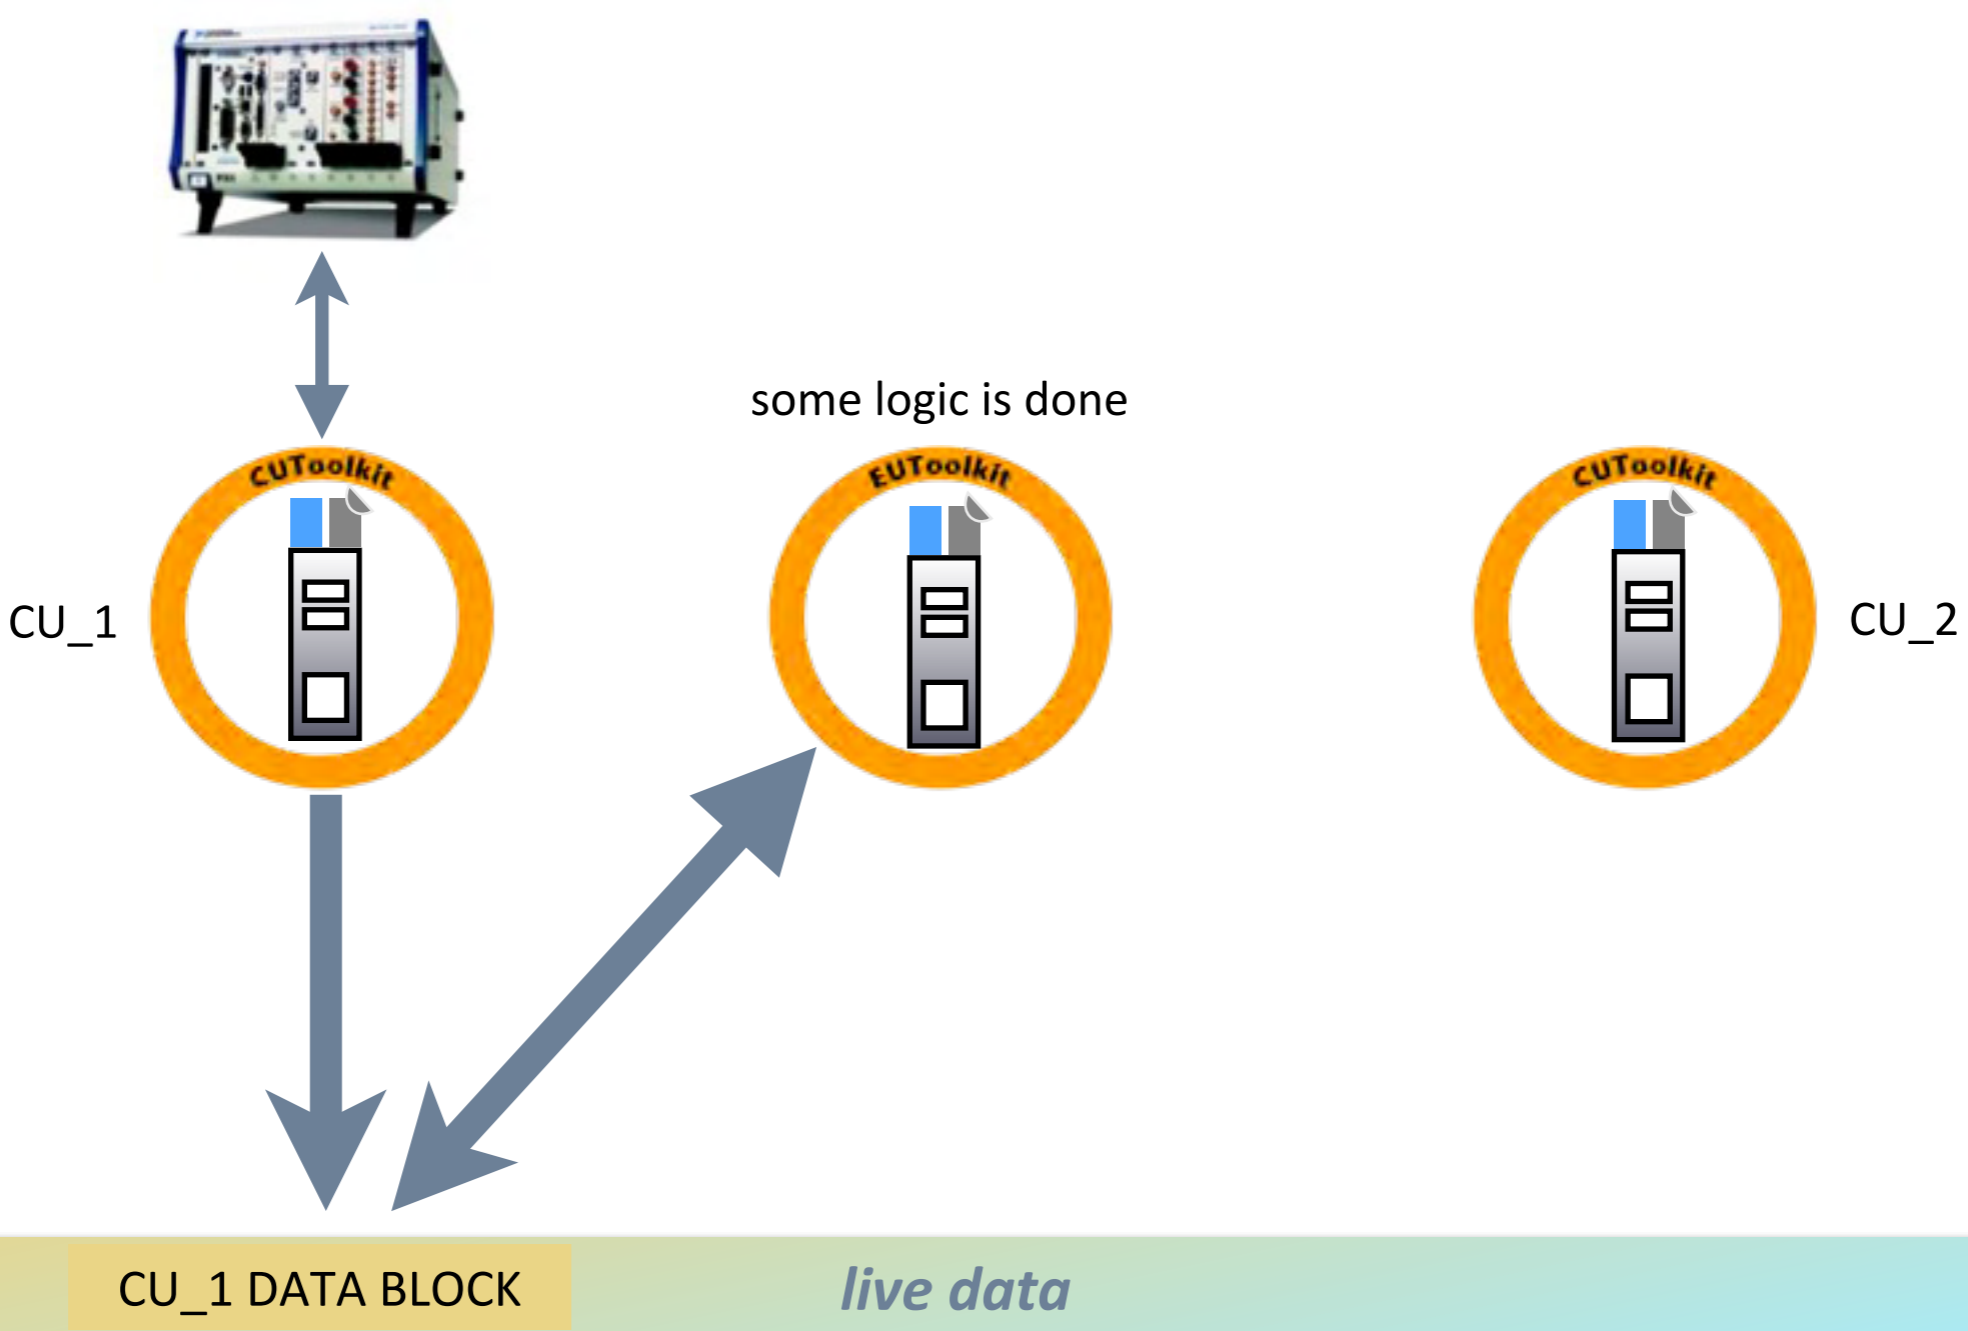 some logic is done
CUToolkit
EUToolkit
CUToolkit
CU_1
CU_2
CU_1 DATA BLOCK
live data